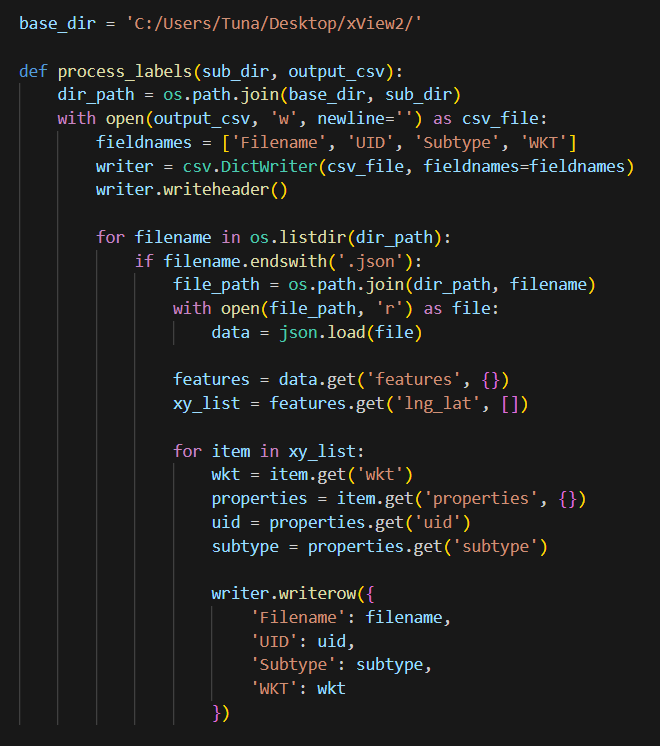 base_dir = 'C:/Users/Tuna/Desktop/xView2/'
def process_labels(sub_dir, output_csv):
    dir_path = os.path.join(base_dir, sub_dir)
    with open(output_csv, 'w', newline='') as csv_file:
        fieldnames = ['Filename', 'UID', 'Subtype', 'WKT']
        writer = csv.DictWriter(csv_file, fieldnames=fieldnames)
        writer.writeheader()
        for filename in os.listdir(dir_path):
            if filename.endswith('.json'):
                file_path = os.path.join(dir_path, filename)
                with open(file_path, 'r') as file:
                    data = json.load(file)
                features = data.get('features', {})
                xy_list = features.get('lng_lat', [])
                for item in xy_list:
                    wkt = item.get('wkt')
                    properties = item.get('properties', {})
                    uid = properties.get('uid')
                    subtype = properties.get('subtype')
                    writer.writerow({
                        'Filename': filename,
                        'UID': uid,
                        'Subtype': subtype,
                        'WKT': wkt
                    })